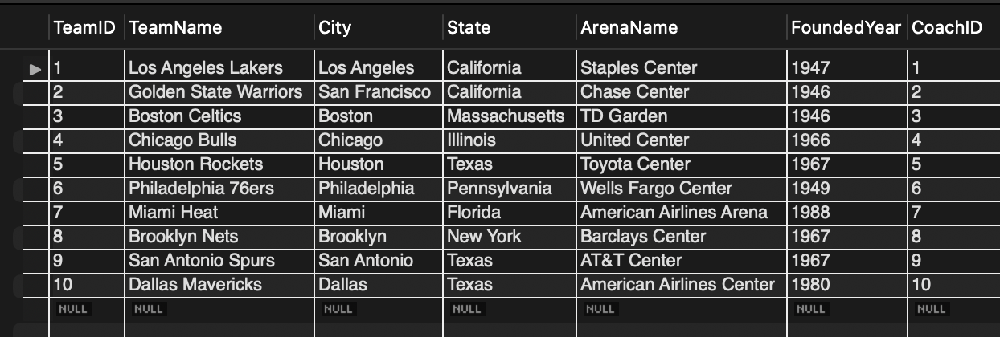 TeamID TeamName City State ArenaName FoundedYear CoachID
1 Los Angeles Lakers Los Angeles California Staples Center 1947 1
2 Golden State Warriors San Francisco California Chase Center 1946 2
3 Boston Celtics Boston Massachusetts TD Garden 1946 3
4 Chicago Bulls Chicago Illinois United Center 1966 4
5 Houston Rockets Houston Texas Toyota Center 1967 5
6 Philadelphia 76ers Philadelphia Pennsylvania Wells Fargo Center 1949 6
7 Miami Heat Miami Florida American Airlines Arena 1988 7
8 Brooklyn Nets Brooklyn New York Barclays Center 1967 8
9 San Antonio Spurs San Antonio Texas AT&T Center 1967 9
10 Dallas Mavericks Dallas Texas American Airlines Center 1980 10
NULL NULL NULL NULL NULL NULL NULL